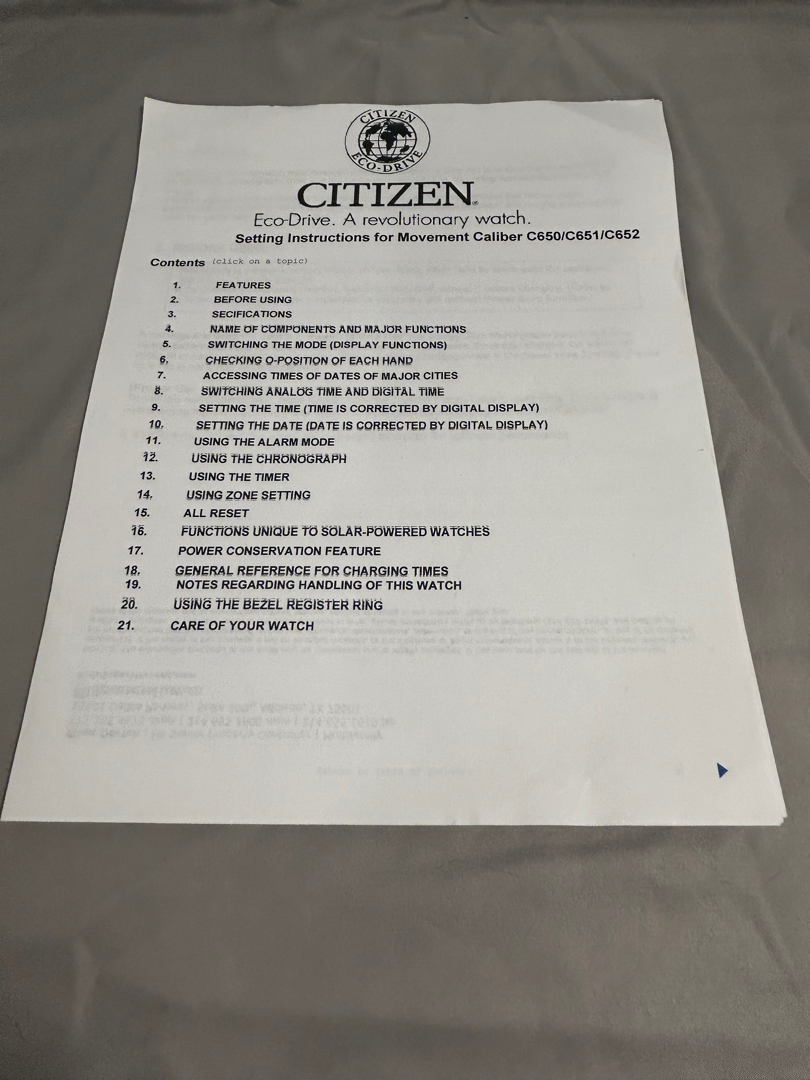 CITIZEN
ECO-DRIVE
CITIZEN®
Eco-Drive. A revolutionary watch.
Setting Instructions for Movement Caliber C650/C651/C652
Contents (click on a topic)
1. FEATURES
2. BEFORE USING
3. SECIFICATIONS
4. NAME OF COMPONENTS AND MAJOR FUNCTIONS
5. SWITCHING THE MODE (DISPLAY FUNCTIONS)
6. CHECKING O-POSITION OF EACH HAND
7. ACCESSING TIMES OF DATES OF MAJOR CITIES
8. SWITCHING ANALOG TIME AND DIGITAL TIME
9. SETTING THE TIME (TIME IS CORRECTED BY DIGITAL DISPLAY)
10. SETTING THE DATE (DATE IS CORRECTED BY DIGITAL DISPLAY)
11. USING THE ALARM MODE
12. USING THE CHRONOGRAPH
13. USING THE TIMER
14. USING ZONE SETTING
15. ALL RESET
16. FUNCTIONS UNIQUE TO SOLAR-POWERED WATCHES
17. POWER CONSERVATION FEATURE
18. GENERAL REFERENCE FOR CHARGING TIMES
19. NOTES REGARDING HANDLING OF THIS WATCH
20. USING THE BEZEL REGISTER RING
21. CARE OF YOUR WATCH